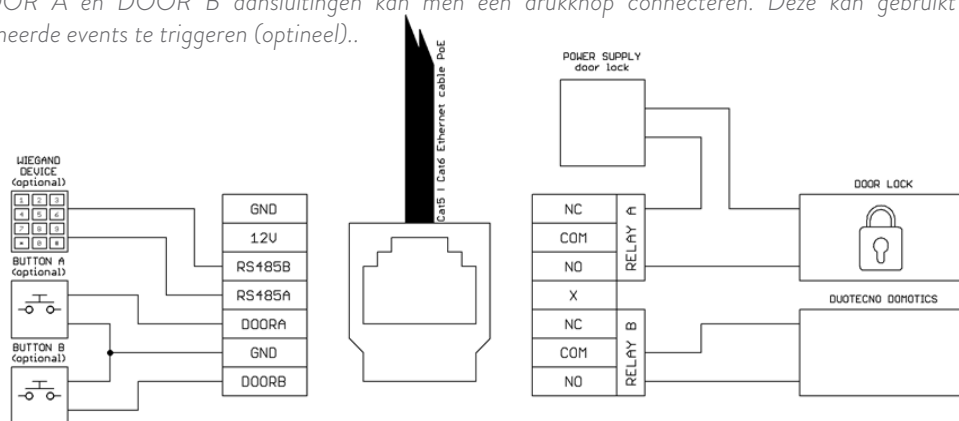 OOR A en DOOR B aansluitingen kan men een drukknop connecteren. Deze kan gebruikt
neerde events te triggeren (optineel)..
Cat5 | Cat6 Ethernet cable PoE
POWER SUPPLY
door lock
WIEGAND
DEVICE
(optional)
1 2 3
4 5 6
7 8 9
* 0 #
BUTTON A
(optional)
BUTTON B
(optional)
GND
12V
RS485B
RS485A
DOORA
GND
DOORB
NC
COM
NO
RELAY A
X
NC
COM
NO
RELAY B
DOOR LOCK
DUOTECNO DOMOTICS